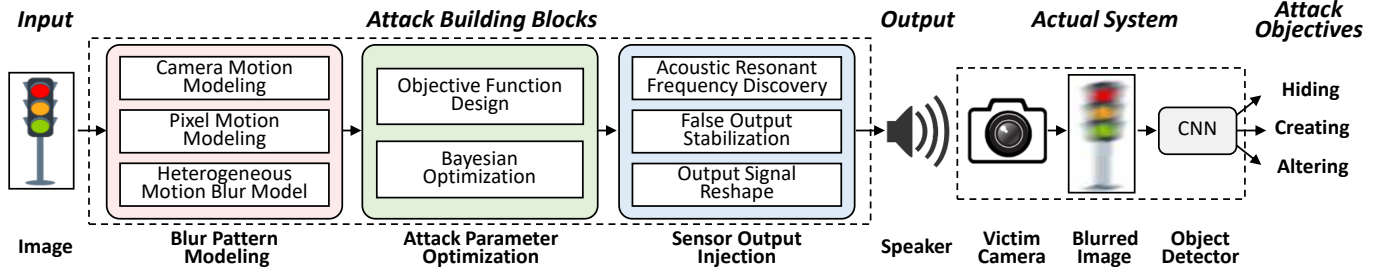 Input
Attack Building Blocks
Output
Actual System
Attack
Objectives
Camera Motion
Modeling
Pixel Motion
Modeling
Heterogeneous
Motion Blur Model
Objective Function
Design
Bayesian
Optimization
Acoustic Resonant
Frequency Discovery
False Output
Stabilization
Output Signal
Reshape
CNN
Hiding
Creating
Altering
Image
Blur Pattern
Modeling
Attack Parameter
Optimization
Sensor Output
Injection
Speaker
Victim
Camera
Blurred
Image
Object
Detector